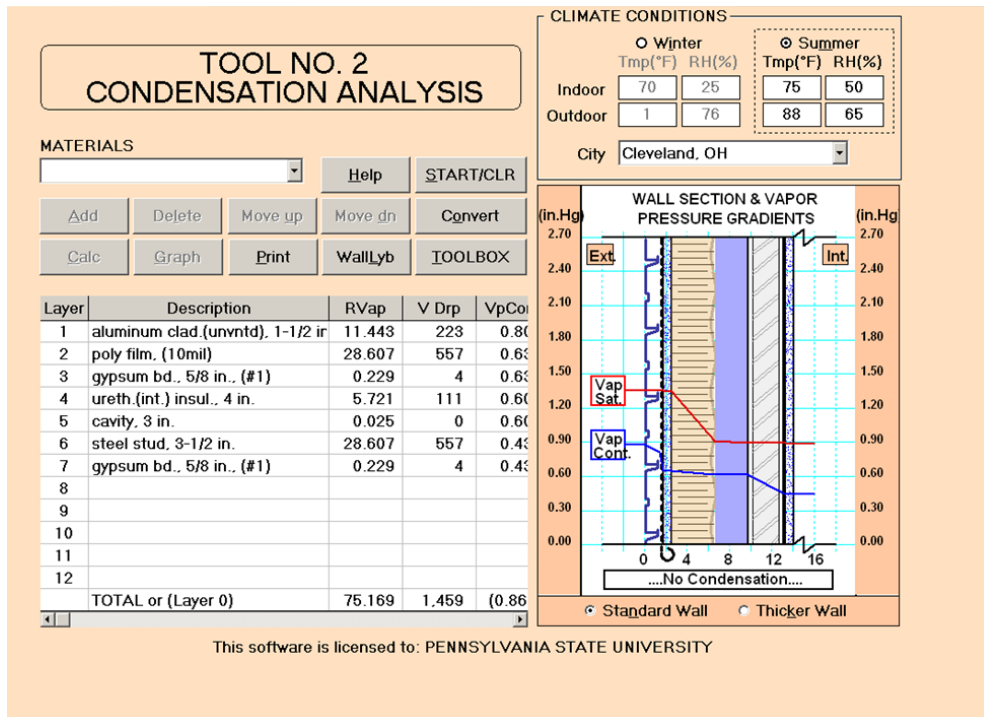 TOOL NO. 2
CONDENSATION ANALYSIS
CLIMATE CONDITIONS
Winter Summer
Tmp(°F) RH(%) Tmp(°F) RH(%)
Indoor 70 25 75 50
Outdoor 1 76 88 65
City Cleveland, OH
MATERIALS
Help START/CLR
Add Delete Move up Move dn Convert
Calc Graph Print WallLyb TOOLBOX
Layer Description RVap V Drp VpCo
1 aluminum clad.(unvntd), 1-1/2 in 11.443 223 0.80
2 poly film, (10mil) 28.607 557 0.63
3 gypsum bd., 5/8 in., (#1) 0.229 4 0.63
4 ureth.(int.) insul., 4 in. 5.721 111 0.60
5 cavity, 3 in. 0.025 0 0.60
6 steel stud, 3-1/2 in. 28.607 557 0.43
7 gypsum bd., 5/8 in., (#1) 0.229 4 0.43
8
9
10
11
12
TOTAL or (Layer 0) 75.169 1,459 (0.86
WALL SECTION & VAPOR
PRESSURE GRADIENTS
(in.Hg) (in.Hg)
2.70 2.70
Ext. Int.
2.40 2.40
2.10 2.10
1.80 1.80
1.50 1.50
Vap
Sat.
1.20 1.20
0.90 0.90
Vap
Cont.
0.60 0.60
0.30 0.30
0.00 0.00
0 4 8 12 16
....No Condensation....
Standard Wall Thicker Wall
This software is licensed to: PENNSYLVANIA STATE UNIVERSITY